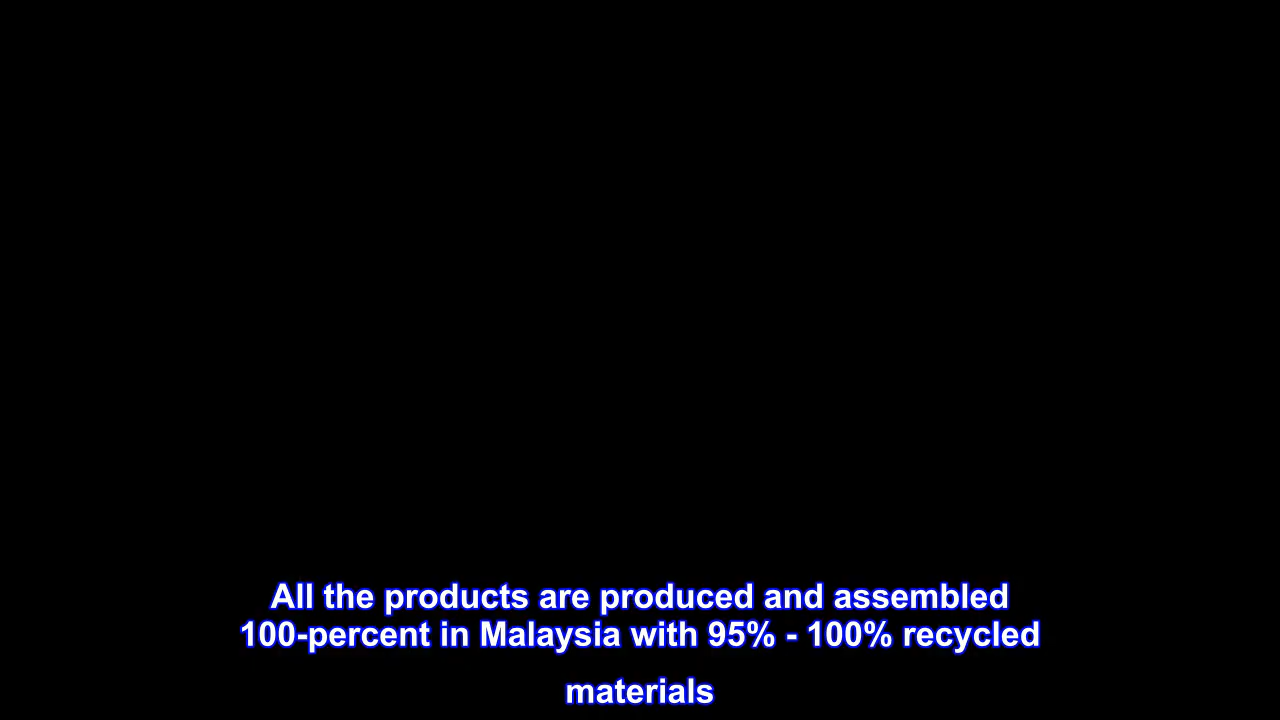 All the products are produced and assembled
100-percent in Malaysia with 95% - 100% recycled
materials